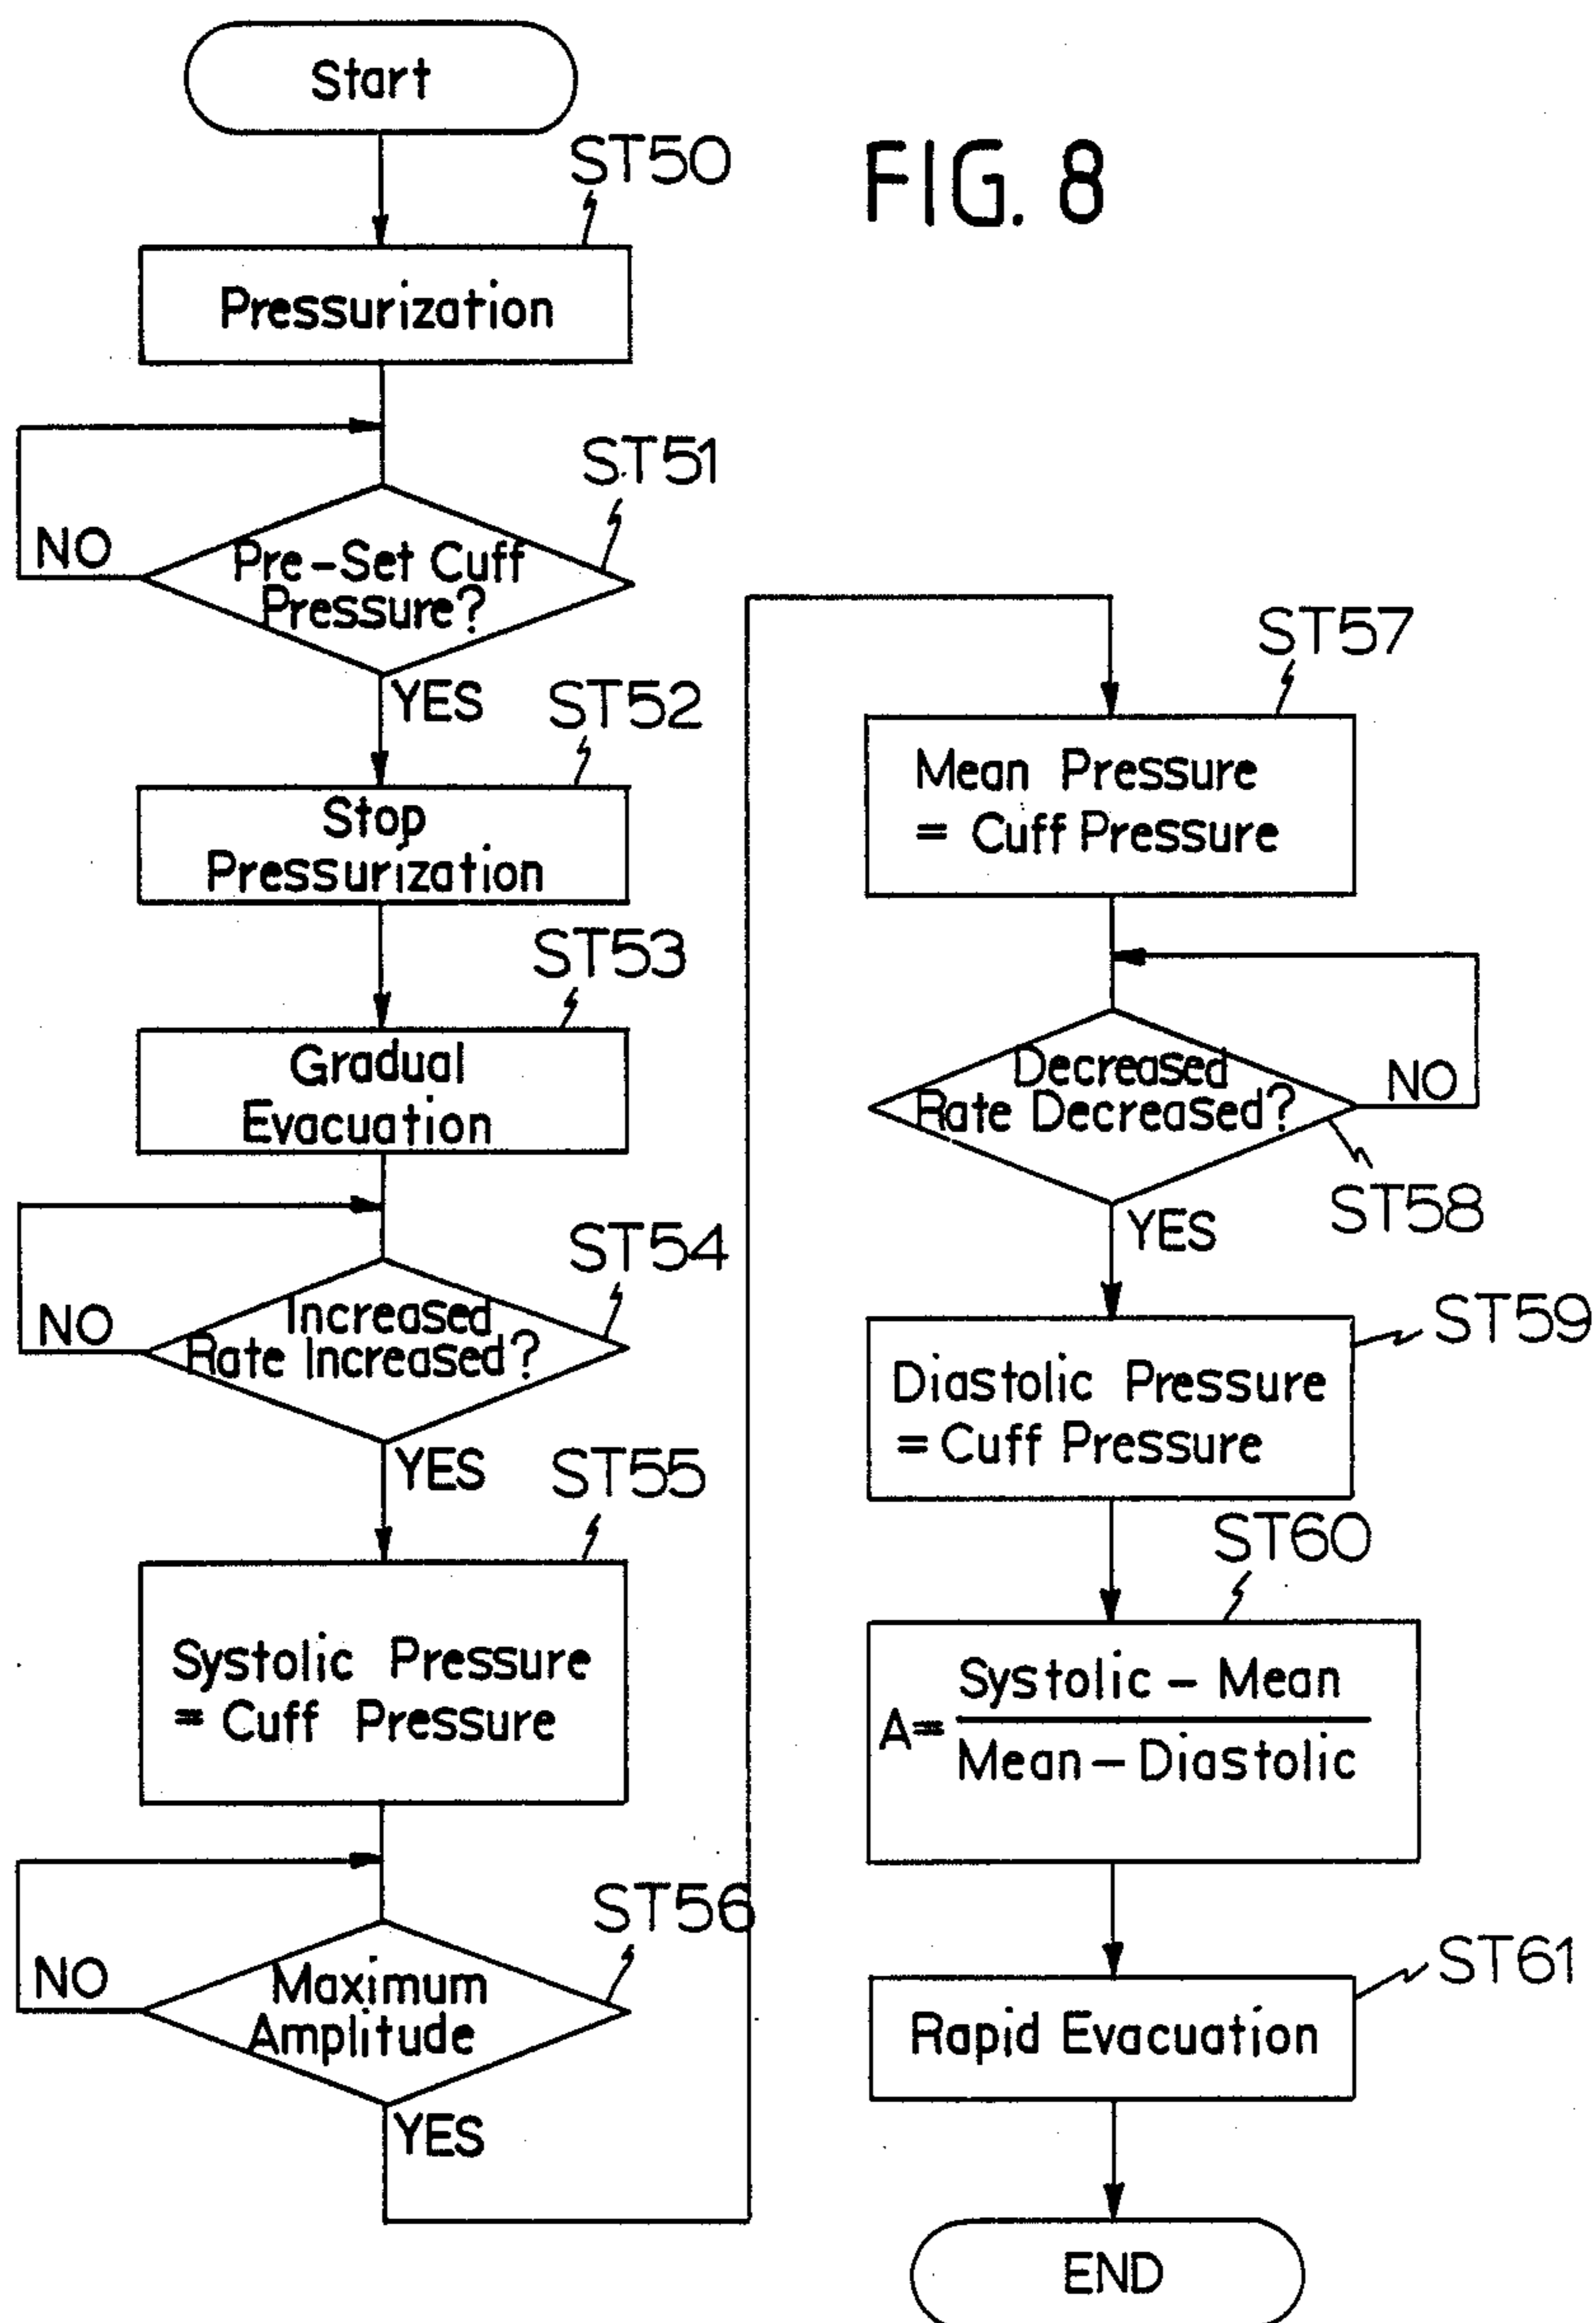 FIG. 8
Start
ST50
Pressurization
ST51
Pre-Set Cuff
Pressure?
NO
YES
ST52
Stop
Pressurization
ST53
Gradual
Evacuation
ST54
Increased
Rate Increased?
NO
YES
ST55
Systolic Pressure
= Cuff Pressure
ST56
Maximum
Amplitude
NO
YES
ST57
Mean Pressure
= Cuff Pressure
Decreased
Rate Decreased?
NO
ST58
YES
ST59
Diastolic Pressure
= Cuff Pressure
ST60
Systolic - Mean
A=
Mean - Diastolic
ST61
Rapid Evacuation
END